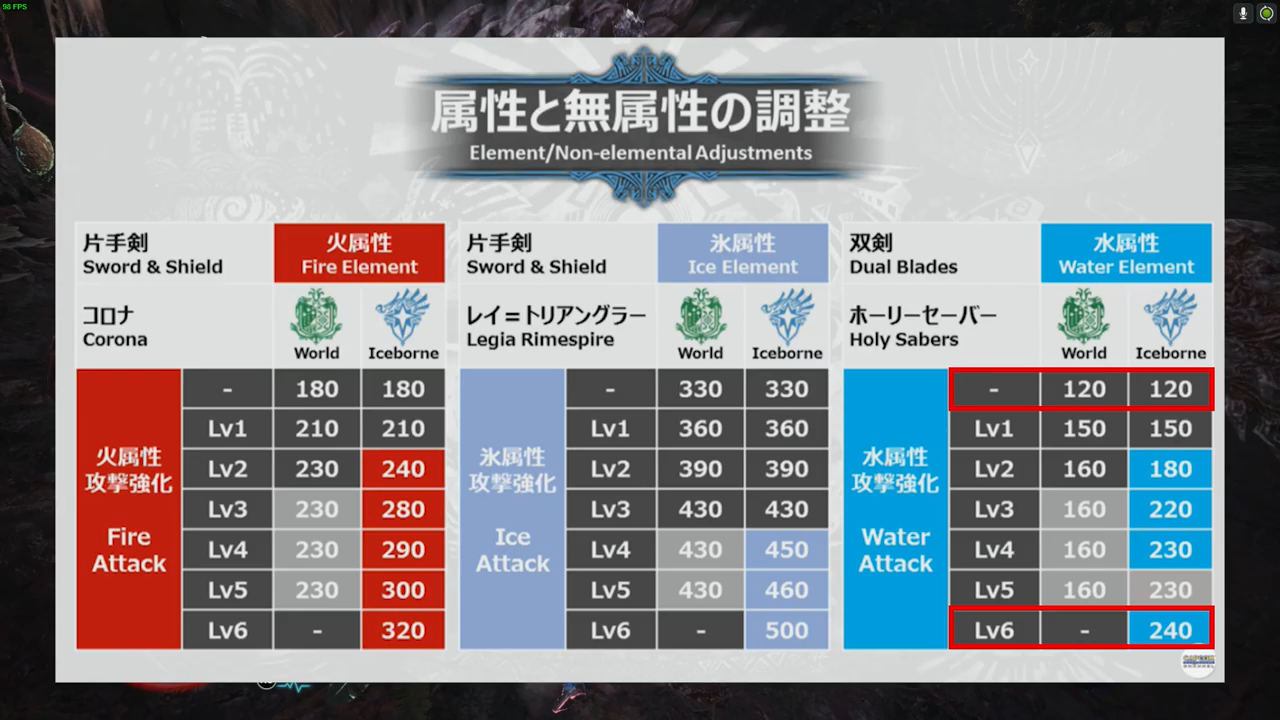 98 FPS
属性と無属性の調整
Element/Non-elemental Adjustments
片手剣
Sword & Shield
火属性
Fire Element
コロナ
Corona
World
Iceborne
火属性
攻撃強化
Fire
Attack
- 180 180
Lv1 210 210
Lv2 230 240
Lv3 230 280
Lv4 230 290
Lv5 230 300
Lv6 - 320
片手剣
Sword & Shield
氷属性
Ice Element
レイ=トリアングラー
Legia Rimespire
World
Iceborne
氷属性
攻撃強化
Ice
Attack
- 330 330
Lv1 360 360
Lv2 390 390
Lv3 430 430
Lv4 430 450
Lv5 430 460
Lv6 - 500
双剣
Dual Blades
水属性
Water Element
ホーリーセーバー
Holy Sabers
World
Iceborne
水属性
攻撃強化
Water
Attack
- 120 120
Lv1 150 150
Lv2 160 180
Lv3 160 220
Lv4 160 230
Lv5 160 230
Lv6 - 240
CAPCOM
CHANNEL